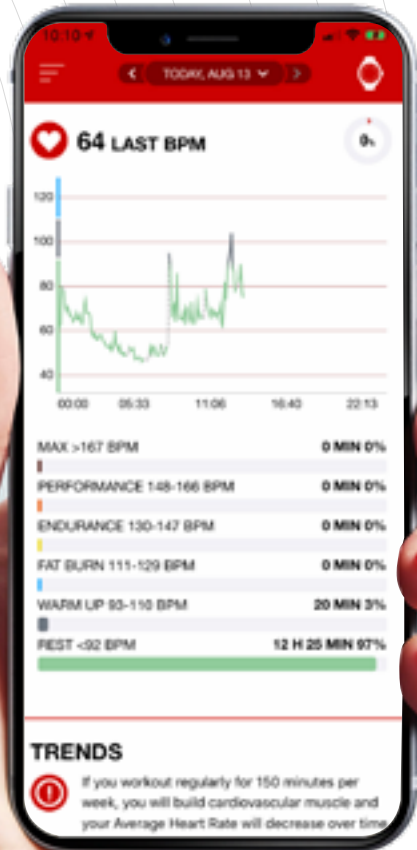 10:10
TODAY, AUG 13
64 LAST BPM
0%
120
100
80
60
40
00:00 05:33 11:06 16:40 22:13
MAX >167 BPM 0 MIN 0%
PERFORMANCE 148-166 BPM 0 MIN 0%
ENDURANCE 130-147 BPM 0 MIN 0%
FAT BURN 111-129 BPM 0 MIN 0%
WARM UP 93-110 BPM 20 MIN 3%
REST <92 BPM 12 H 25 MIN 97%
TRENDS
If you workout regularly for 150 minutes per
week, you will build cardiovascular muscle and
your Average Heart Rate will decrease over time